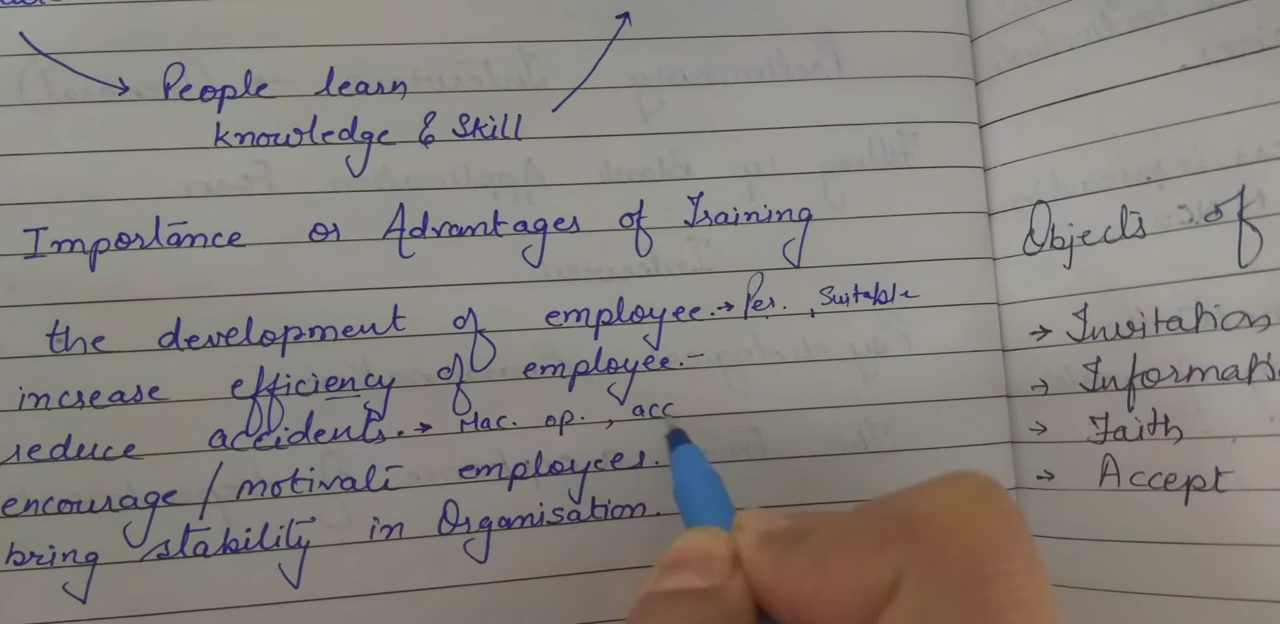 → People learn
knowledge & Skill
Importance or Advantages of Training
the development of employee.→ Per. , Suitable
increase efficiency of employee.-
reduce accidents.→ Mac. op. , acc
encourage / motivate employees.
bring stability in Organisation.
Objects of
→ Invitation
→ Informati
→ Faith
→ Accept